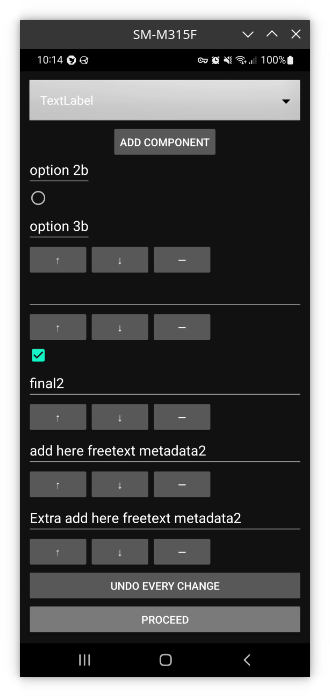 SM-M315F
10:14 100%
TextLabel
ADD COMPONENT
option 2b
option 3b
↑ ↓ −
↑ ↓ −
final2
↑ ↓ −
add here freetext metadata2
↑ ↓ −
Extra add here freetext metadata2
↑ ↓ −
UNDO EVERY CHANGE
PROCEED